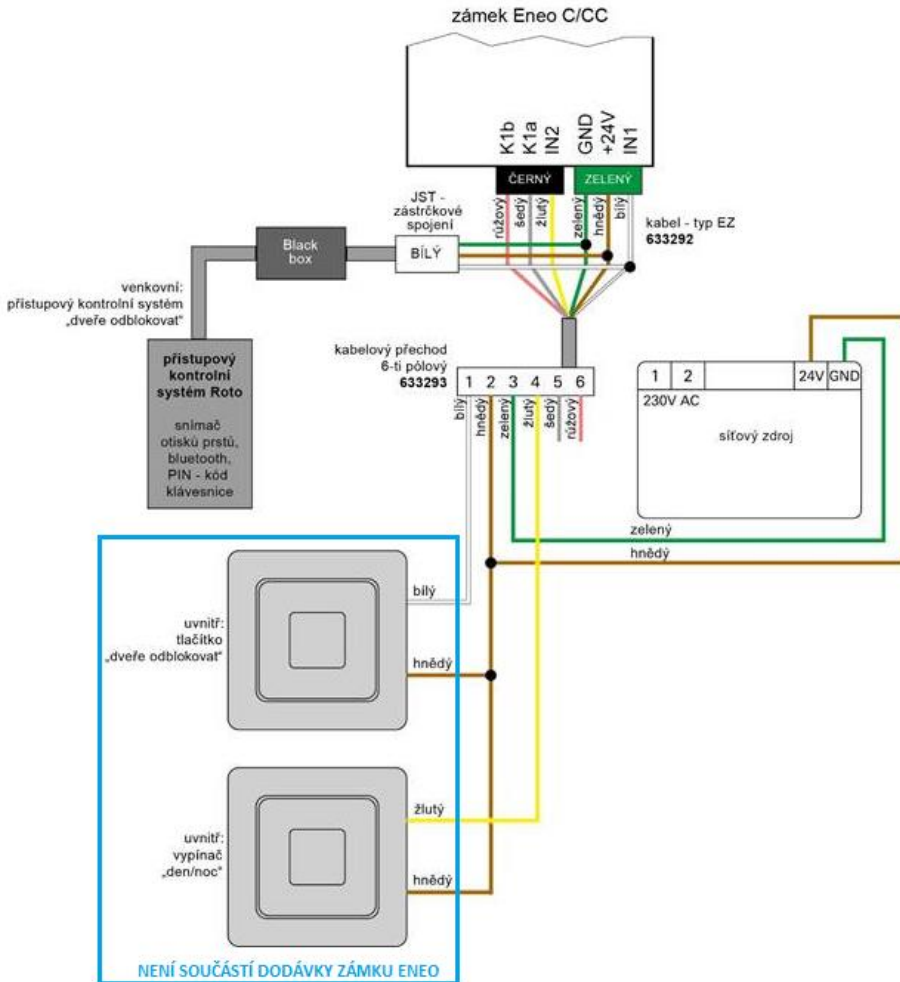 zámek Eneo C/CC
K1b
K1a
IN2
GND
+24V
IN1
ČERNÝ
ZELENÝ
růžový
šedý
žlutý
zelený
hnědý
bílý
JST -
zástrčkové
spojení
BÍLÝ
kabel - typ EZ
633292
Black
box
venkovní:
přístupový kontrolní systém
„dveře odblokovat“
přístupový
kontrolní
systém Roto
snímač
otisků prstů,
bluetooth,
PIN - kód
klávesnice
kabelový přechod
6-ti pólový
633293
1 2 3 4 5 6
bílý
hnědý
zelený
žlutý
šedý
růžový
1 2 24V GND
230V AC
síťový zdroj
zelený
hnědý
uvnitř:
tlačítko
„dveře odblokovat“
bílý
hnědý
uvnitř:
vypínač
„den/noc“
žlutý
hnědý
NENÍ SOUČÁSTÍ DODÁVKY ZÁMKU ENEO